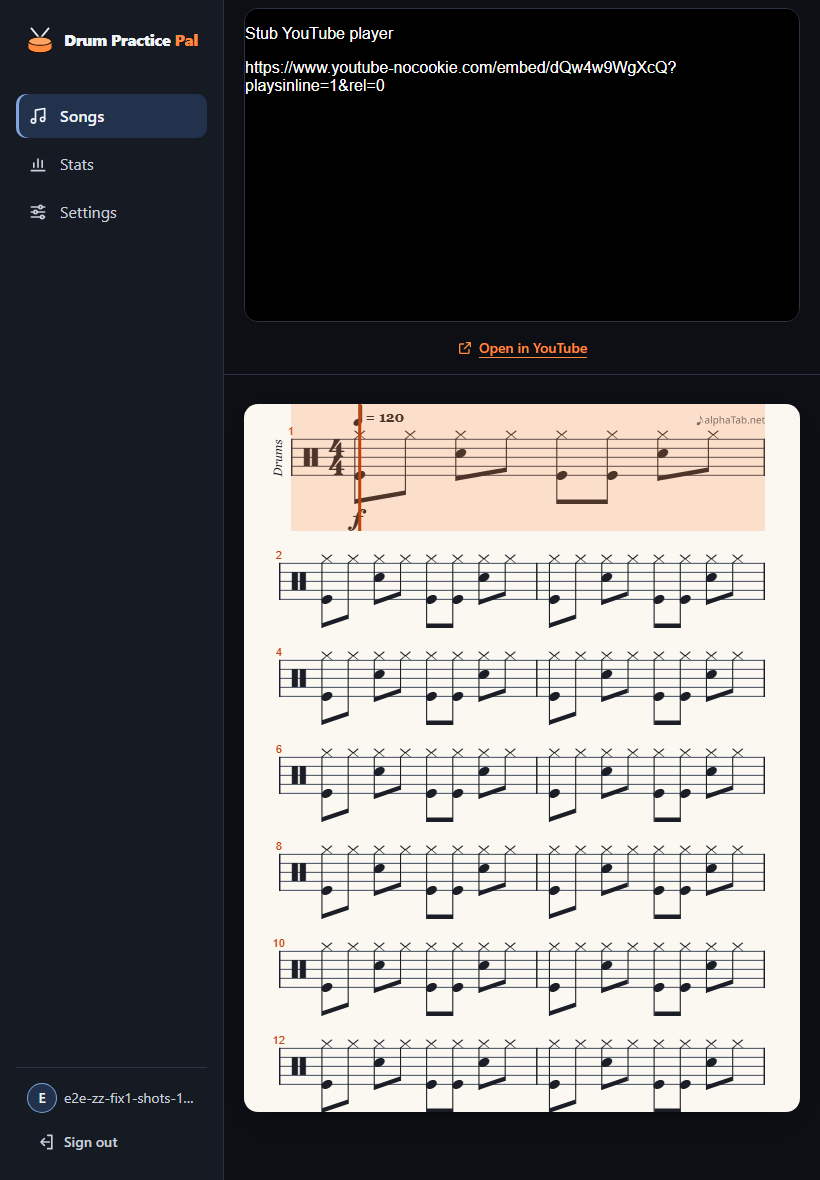 Drum Practice Pal
Songs
Stats
Settings
e2e-zz-fix1-shots-1...
Sign out
Stub YouTube player
https://www.youtube-nocookie.com/embed/dQw4w9WgXcQ?
playsinline=1&rel=0
Open in YouTube
= 120
alphaTab.net
1
Drums
4
4
f
2
4
6
8
10
12
E